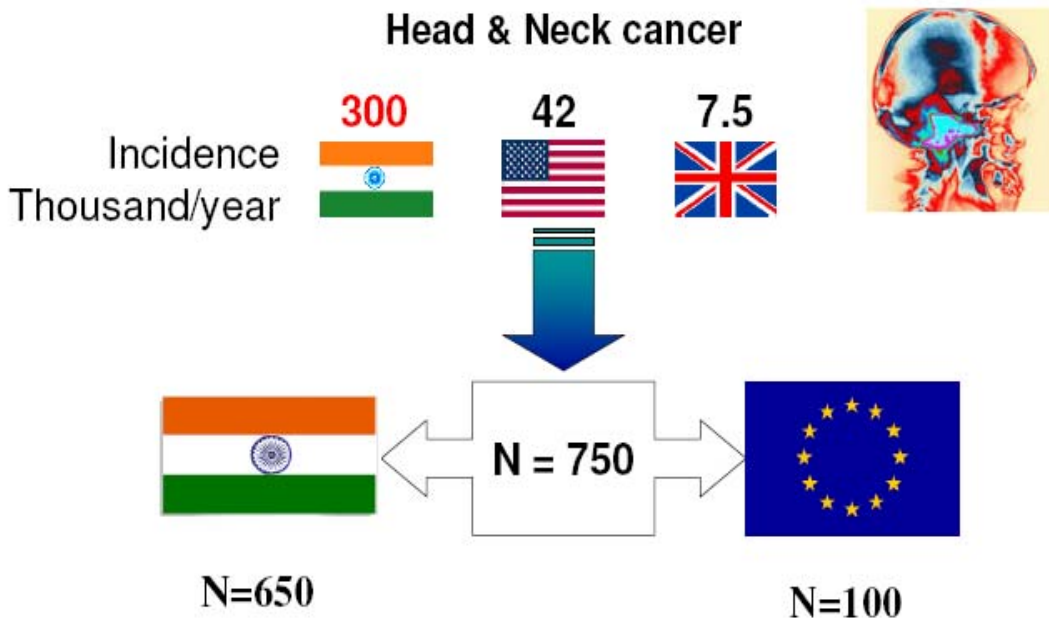 Head & Neck cancer
300 42 7.5
Incidence
Thousand/year
N = 750
N=650 N=100